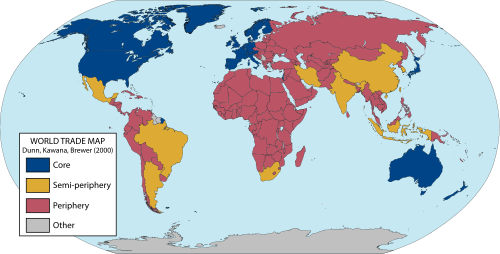 WORLD TRADE MAP
Dunn, Kawana, Brewer (2000)
Core
Semi-periphery
Periphery
Other